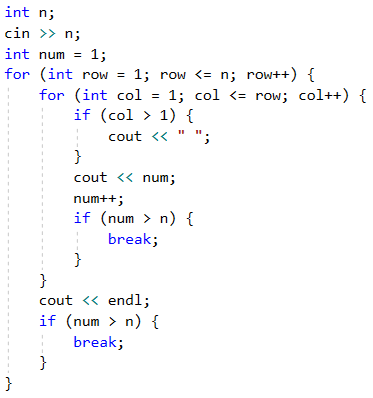 int n;
cin >> n;
int num = 1;
for (int row = 1; row <= n; row++) {
    for (int col = 1; col <= row; col++) {
        if (col > 1) {
            cout << " ";
        }
        cout << num;
        num++;
        if (num > n) {
            break;
        }
    }
    cout << endl;
    if (num > n) {
        break;
    }
}